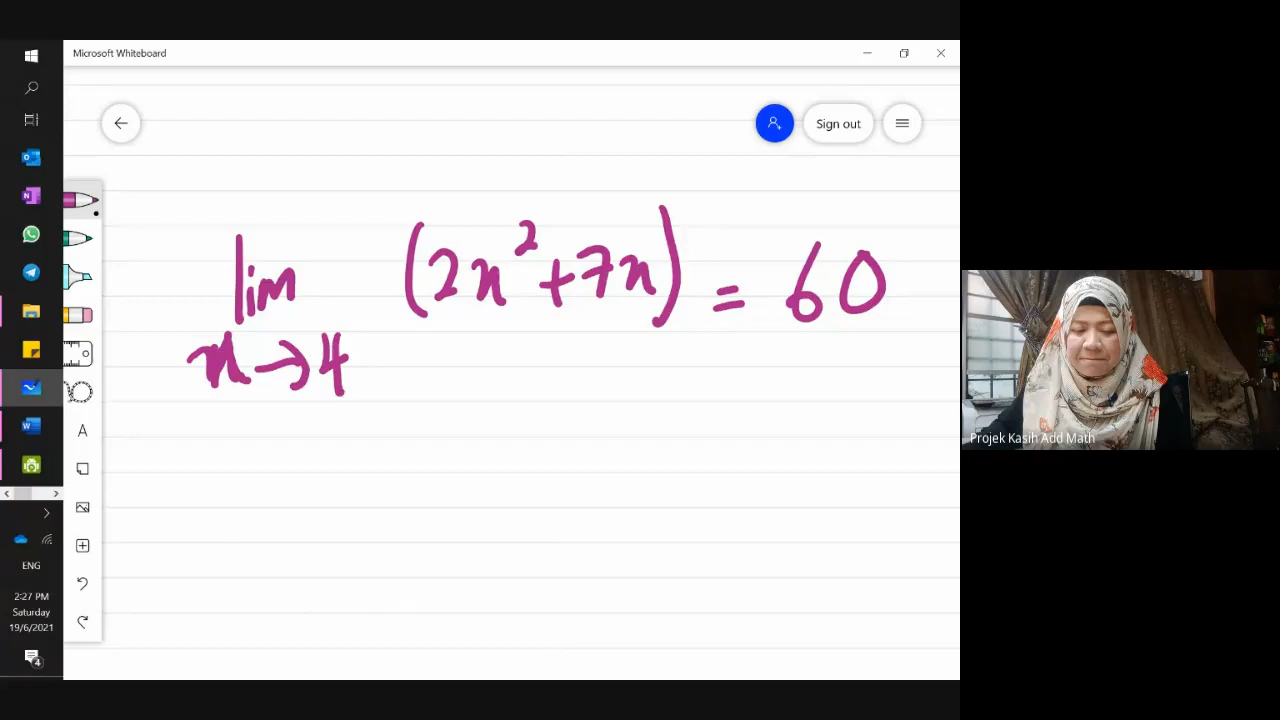 Microsoft Whiteboard
Sign out
lim (2x²+7x) = 60
x→4
A
ENG
2:27 PM
Saturday
19/6/2021
4
Projek Kasih Add Math